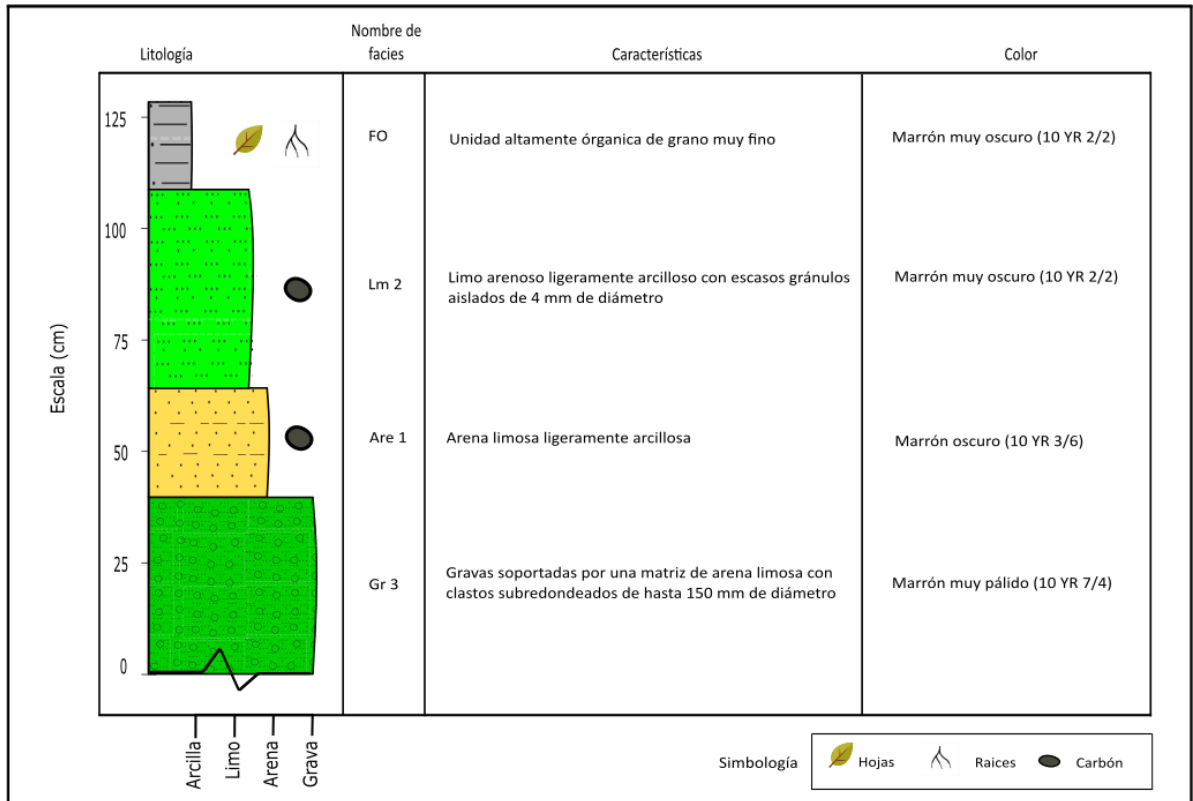 Litología
Nombre de
facies
Características
Color
Escala (cm)
125
100
75
50
25
0
FO
Unidad altamente órganica de grano muy fino
Marrón muy oscuro (10 YR 2/2)
Lm 2
Limo arenoso ligeramente arcilloso con escasos gránulos
aislados de 4 mm de diámetro
Marrón muy oscuro (10 YR 2/2)
Are 1
Arena limosa ligeramente arcillosa
Marrón oscuro (10 YR 3/6)
Gr 3
Gravas soportadas por una matriz de arena limosa con
clastos subredondeados de hasta 150 mm de diámetro
Marrón muy pálido (10 YR 7/4)
Arcilla
Limo
Arena
Grava
Simbología
Hojas
Raices
Carbón